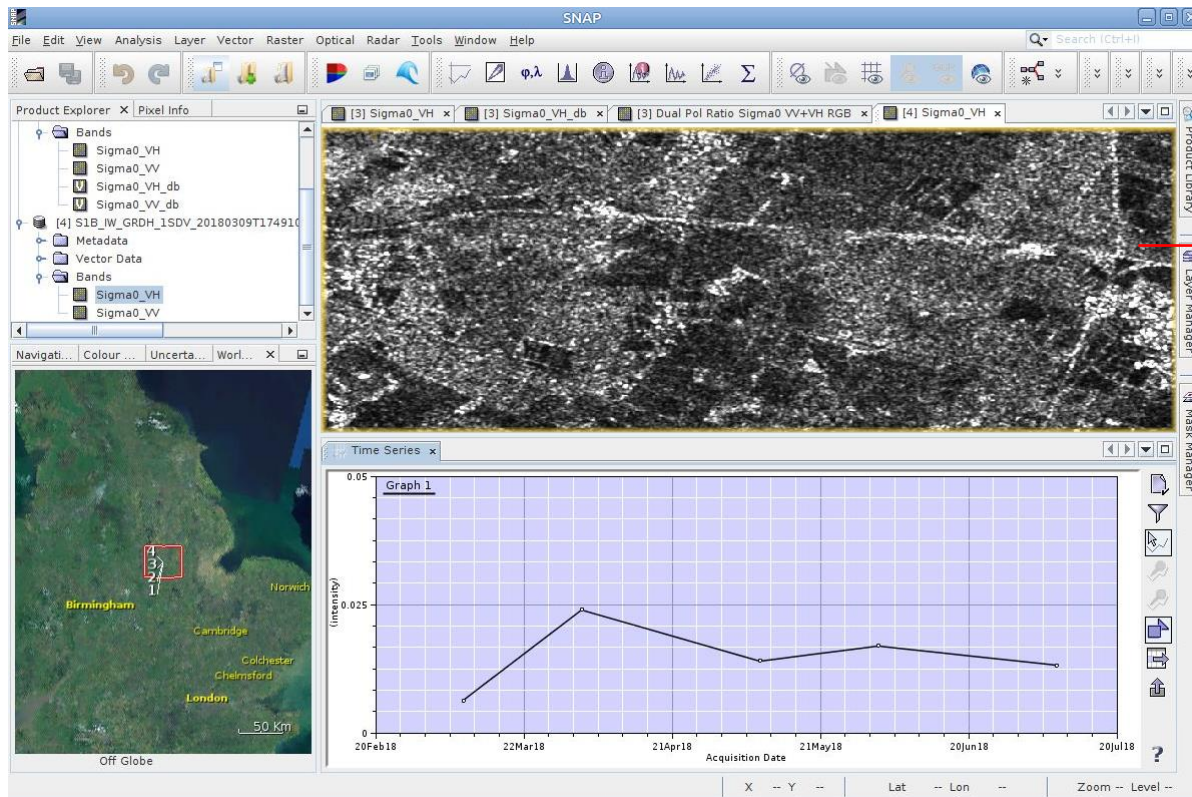 SNAP
File Edit View Analysis Layer Vector Raster Optical Radar Tools Window Help
Search (Ctrl+I)
φ,λ
Σ
Product Explorer
Pixel Info
[3] Sigma0_VH
[3] Sigma0_VH_db
[3] Dual Pol Ratio Sigma0 VV+VH RGB
[4] Sigma0_VH
Bands
Sigma0_VH
Sigma0_VV
Sigma0_VH_db
Sigma0_VV_db
[4] S1B_IW_GRDH_1SDV_20180309T17491
Metadata
Vector Data
Bands
Sigma0_VH
Sigma0_VV
Product Library
Layer Manager
Mask Manager
Navigati... Colour ... Uncerta... Worl...
4
3
2
1
Birmingham
Norwich
Cambridge
Colchester
Chelmsford
London
50 Km
Off Globe
Time Series
Graph 1
0.05
0.025
0
(intensity)
20Feb18 22Mar18 21Apr18 21May18 20Jun18 20Jul18
Acquisition Date
?
X -- Y -- Lat -- Lon -- Zoom -- Level --